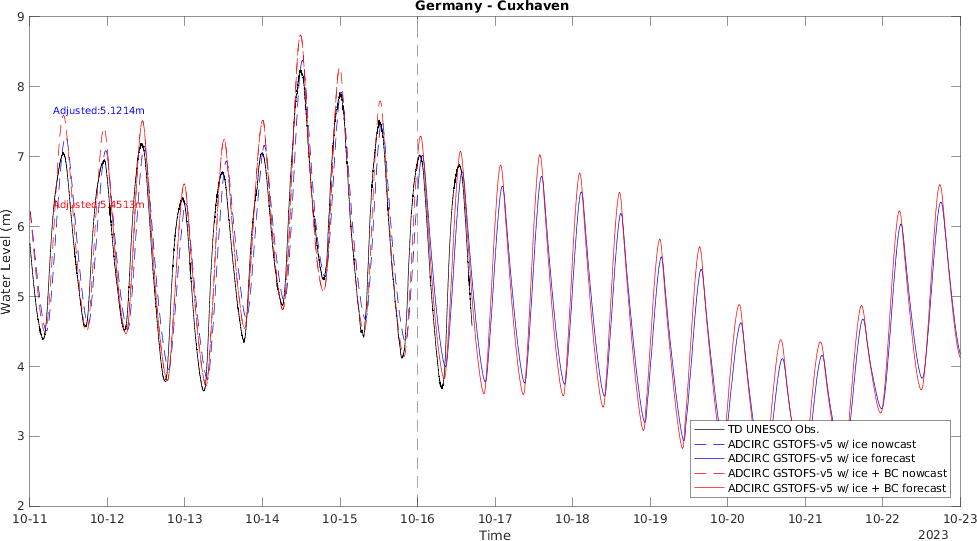 Germany - Cuxhaven
9
8
7
6
5
4
3
2
Water Level (m)
Adjusted:5.1214m
Adjusted:5.4513m
TD UNESCO Obs.
ADCIRC GSTOFS-v5 w/ ice nowcast
ADCIRC GSTOFS-v5 w/ ice forecast
ADCIRC GSTOFS-v5 w/ ice + BC nowcast
ADCIRC GSTOFS-v5 w/ ice + BC forecast
10-11 10-12 10-13 10-14 10-15 10-16 10-17 10-18 10-19 10-20 10-21 10-22 10-23
Time
2023